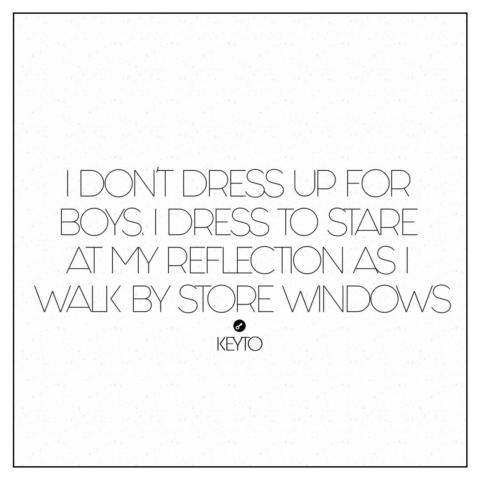 I DON'T DRESS UP FOR
BOYS. I DRESS TO STARE
AT MY REFLECTION AS I
WALK BY STORE WINDOWS
KEYTO